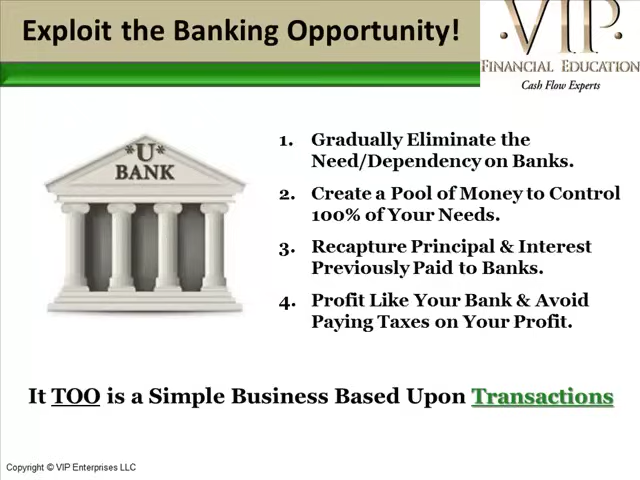 Exploit the Banking Opportunity!
VIP
FINANCIAL EDUCATION
Cash Flow Experts
*U*
BANK
1. Gradually Eliminate the
Need/Dependency on Banks.
2. Create a Pool of Money to Control
100% of Your Needs.
3. Recapture Principal & Interest
Previously Paid to Banks.
4. Profit Like Your Bank & Avoid
Paying Taxes on Your Profit.
It TOO is a Simple Business Based Upon Transactions
Copyright © VIP Enterprises LLC